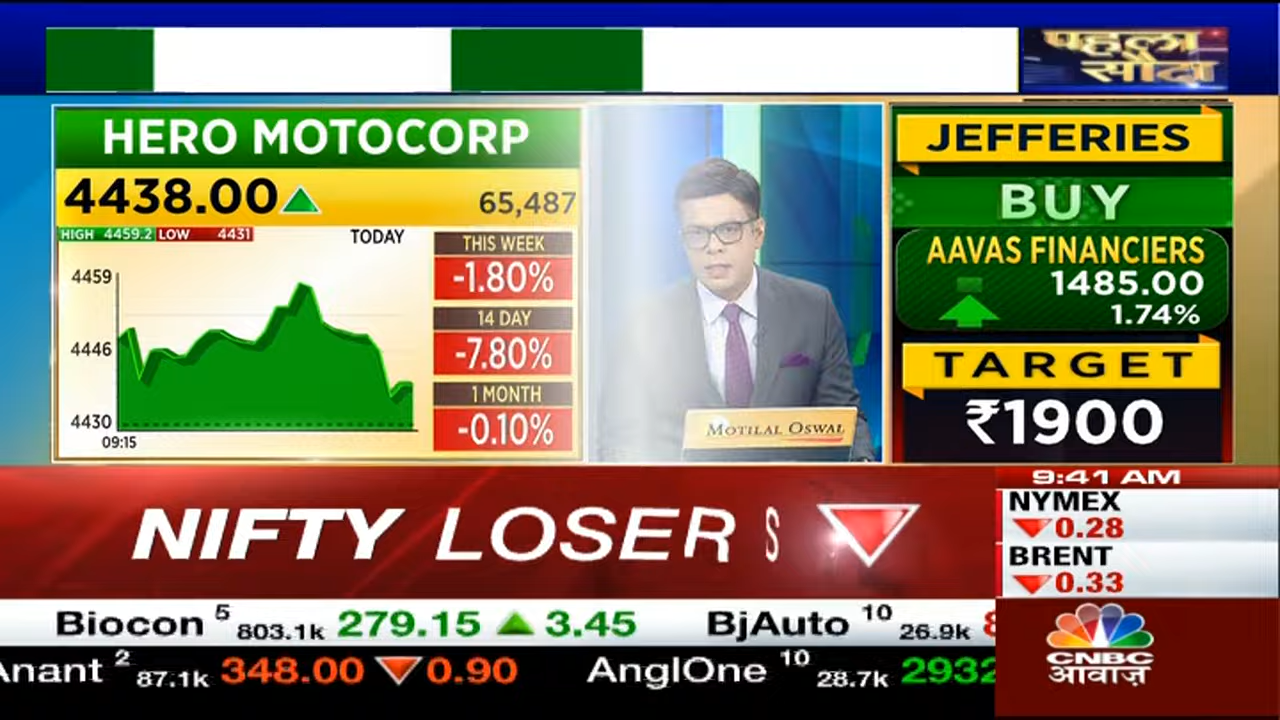 पहला
सौदा
HERO MOTOCORP
4438.00
65,487
HIGH 4459.2 LOW 4431
TODAY
4459
4446
4430
09:15
THIS WEEK
-1.80%
14 DAY
-7.80%
1 MONTH
-0.10%
MOTILAL OSWAL
JEFFERIES
BUY
AAVAS FINANCIERS
1485.00
1.74%
TARGET
₹1900
NIFTY LOSERS
9:41 AM
NYMEX
0.28
BRENT
0.33
Biocon 5 803.1k 279.15 3.45 BjAuto 10 26.9k 8
Anant 2 87.1k 348.00 0.90 AnglOne 10 28.7k 2932
CNBC
आवाज़